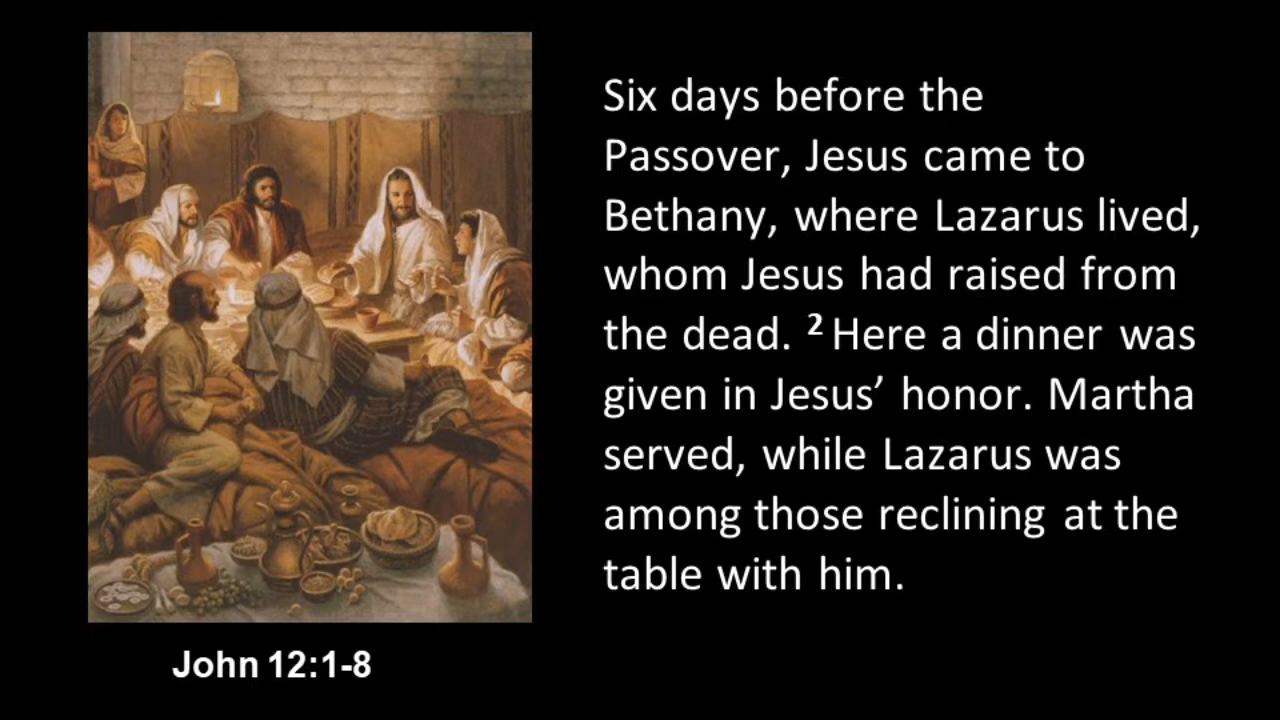 Six days before the
Passover, Jesus came to
Bethany, where Lazarus lived,
whom Jesus had raised from
the dead. ² Here a dinner was
given in Jesus’ honor. Martha
served, while Lazarus was
among those reclining at the
table with him.
John 12:1-8